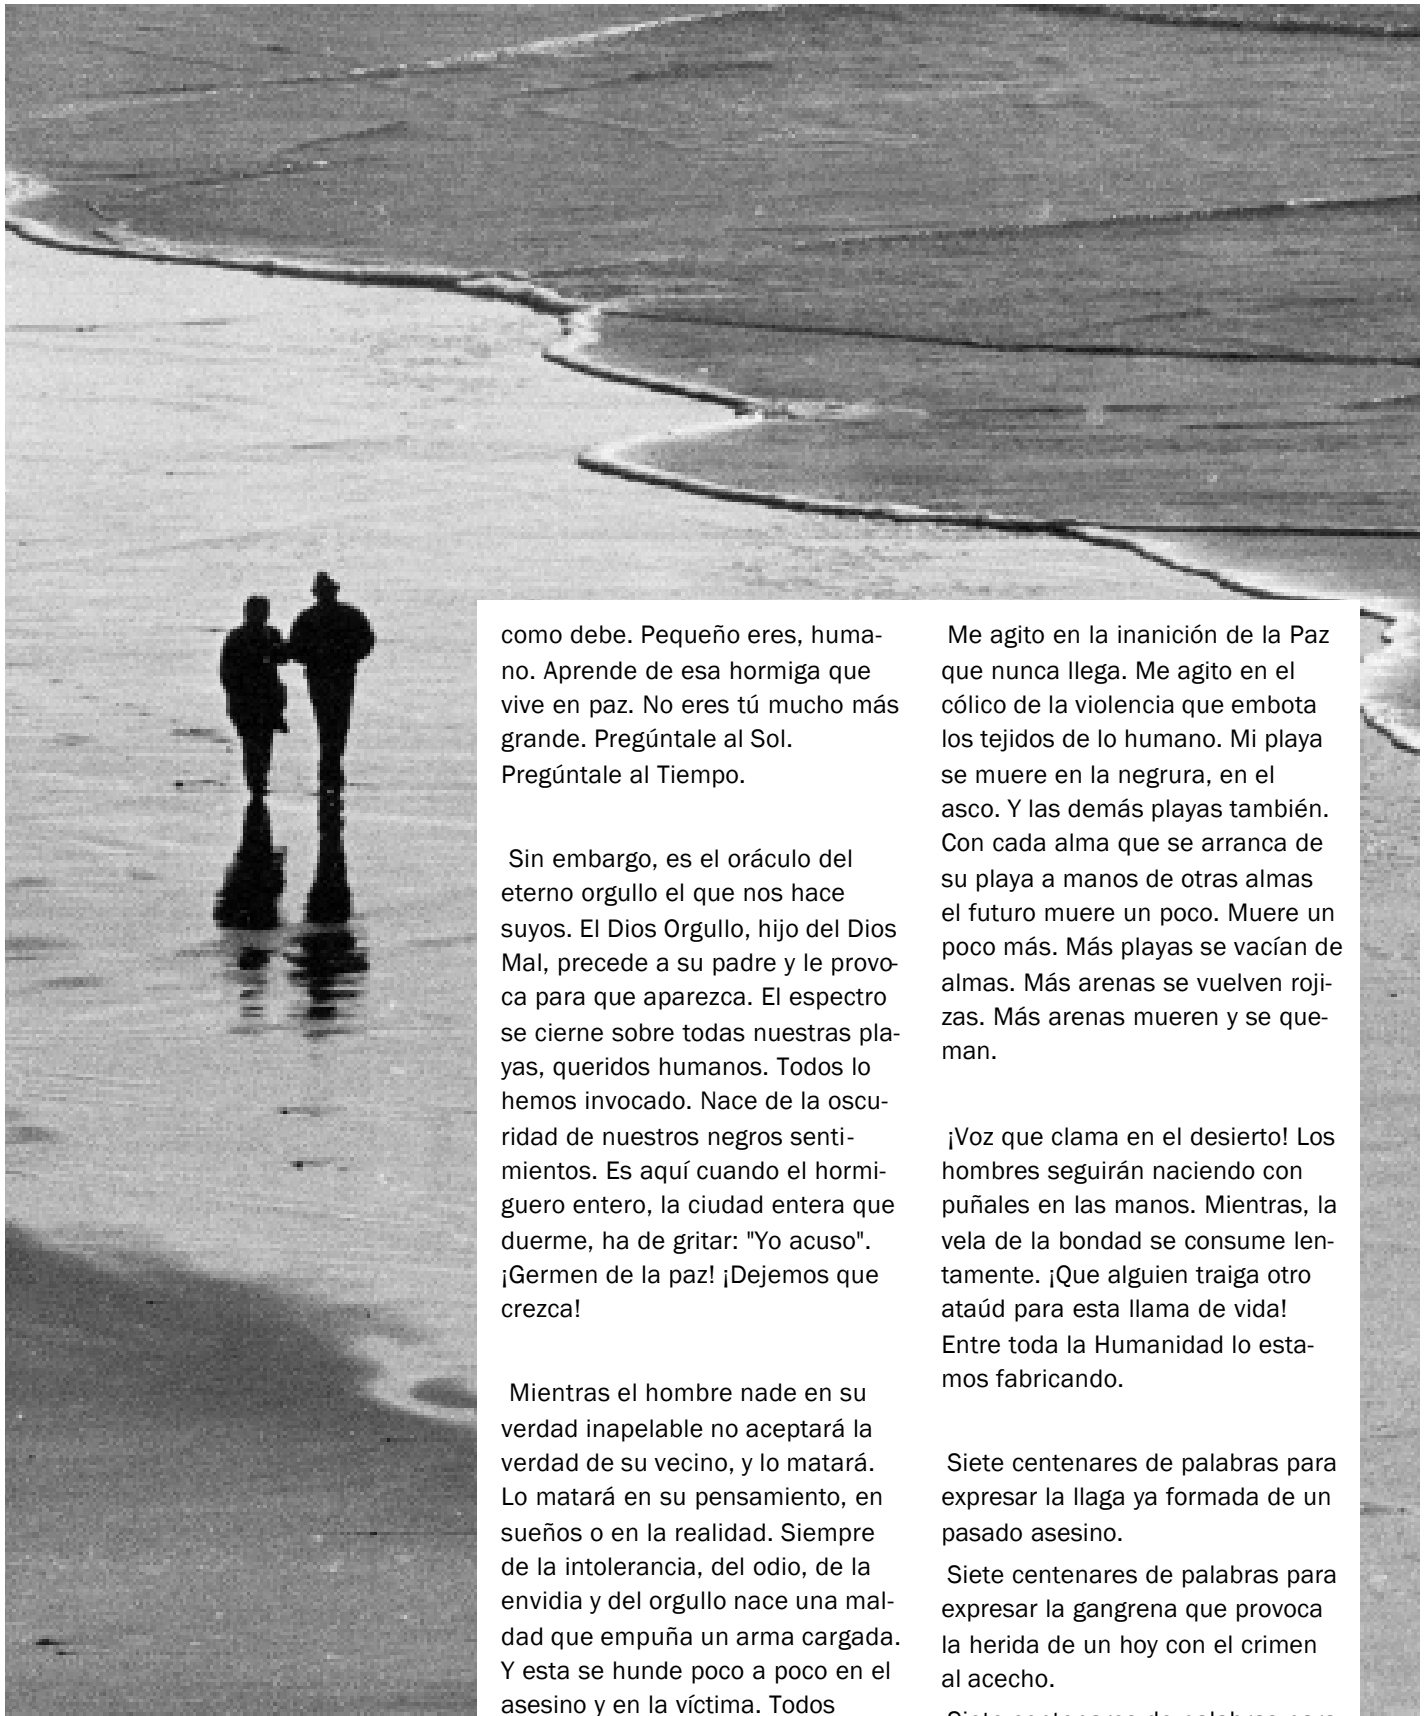 como debe. Pequeño eres, huma-
no. Aprende de esa hormiga que
vive en paz. No eres tú mucho más
grande. Pregúntale al Sol.
Pregúntale al Tiempo.
Sin embargo, es el oráculo del
eterno orgullo el que nos hace
suyos. El Dios Orgullo, hijo del Dios
Mal, precede a su padre y le provo-
ca para que aparezca. El espectro
se cierne sobre todas nuestras pla-
yas, queridos humanos. Todos lo
hemos invocado. Nace de la oscu-
ridad de nuestros negros senti-
mientos. Es aquí cuando el hormi-
guero entero, la ciudad entera que
duerme, ha de gritar: "Yo acuso".
¡Germen de la paz! ¡Dejemos que
crezca!
Mientras el hombre nade en su
verdad inapelable no aceptará la
verdad de su vecino, y lo matará.
Lo matará en su pensamiento, en
sueños o en la realidad. Siempre
de la intolerancia, del odio, de la
envidia y del orgullo nace una mal-
dad que empuña un arma cargada.
Y esta se hunde poco a poco en el
asesino y en la víctima. Todos
Me agito en la inanición de la Paz
que nunca llega. Me agito en el
cólico de la violencia que embota
los tejidos de lo humano. Mi playa
se muere en la negrura, en el
asco. Y las demás playas también.
Con cada alma que se arranca de
su playa a manos de otras almas
el futuro muere un poco. Muere un
poco más. Más playas se vacían de
almas. Más arenas se vuelven roji-
zas. Más arenas mueren y se que-
man.
¡Voz que clama en el desierto! Los
hombres seguirán naciendo con
puñales en las manos. Mientras, la
vela de la bondad se consume len-
tamente. ¡Que alguien traiga otro
ataúd para esta llama de vida!
Entre toda la Humanidad lo esta-
mos fabricando.
Siete centenares de palabras para
expresar la llaga ya formada de un
pasado asesino.
Siete centenares de palabras para
expresar la gangrena que provoca
la herida de un hoy con el crimen
al acecho.
Siete centenares de palabras para